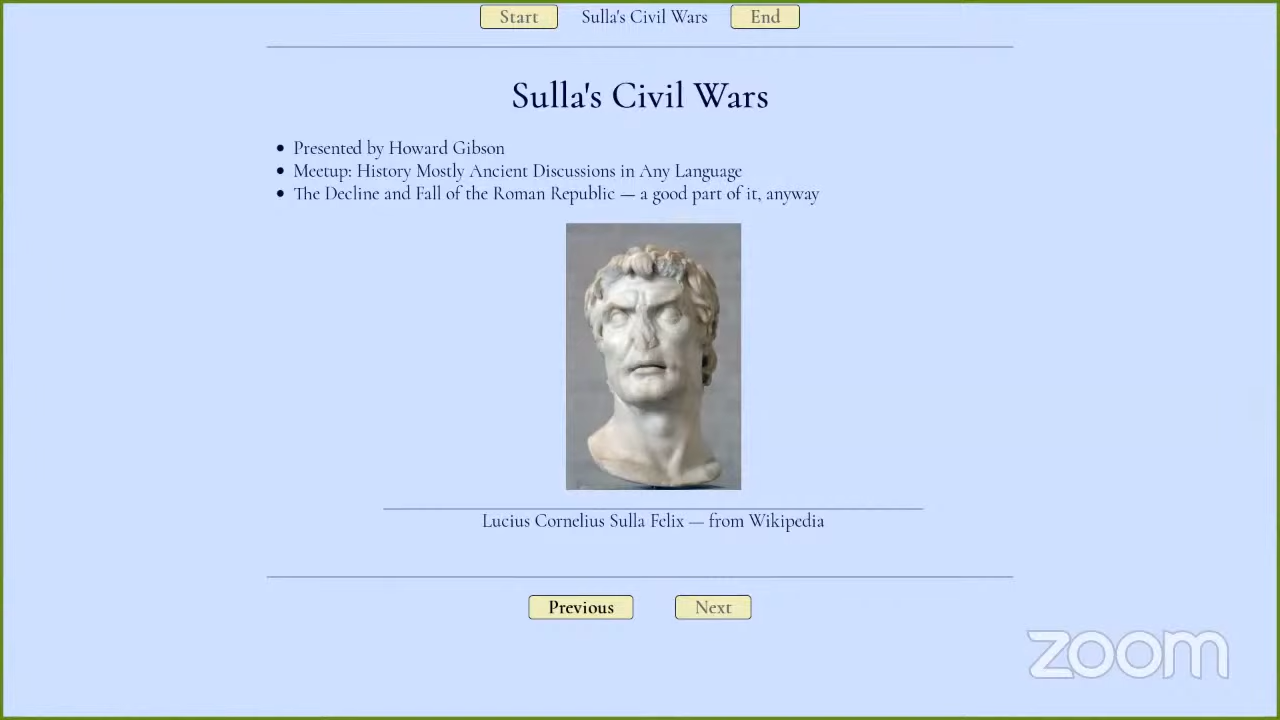 Start Sulla's Civil Wars End
Sulla's Civil Wars
• Presented by Howard Gibson
• Meetup: History Mostly Ancient Discussions in Any Language
• The Decline and Fall of the Roman Republic — a good part of it, anyway
Lucius Cornelius Sulla Felix — from Wikipedia
Previous Next
zoom